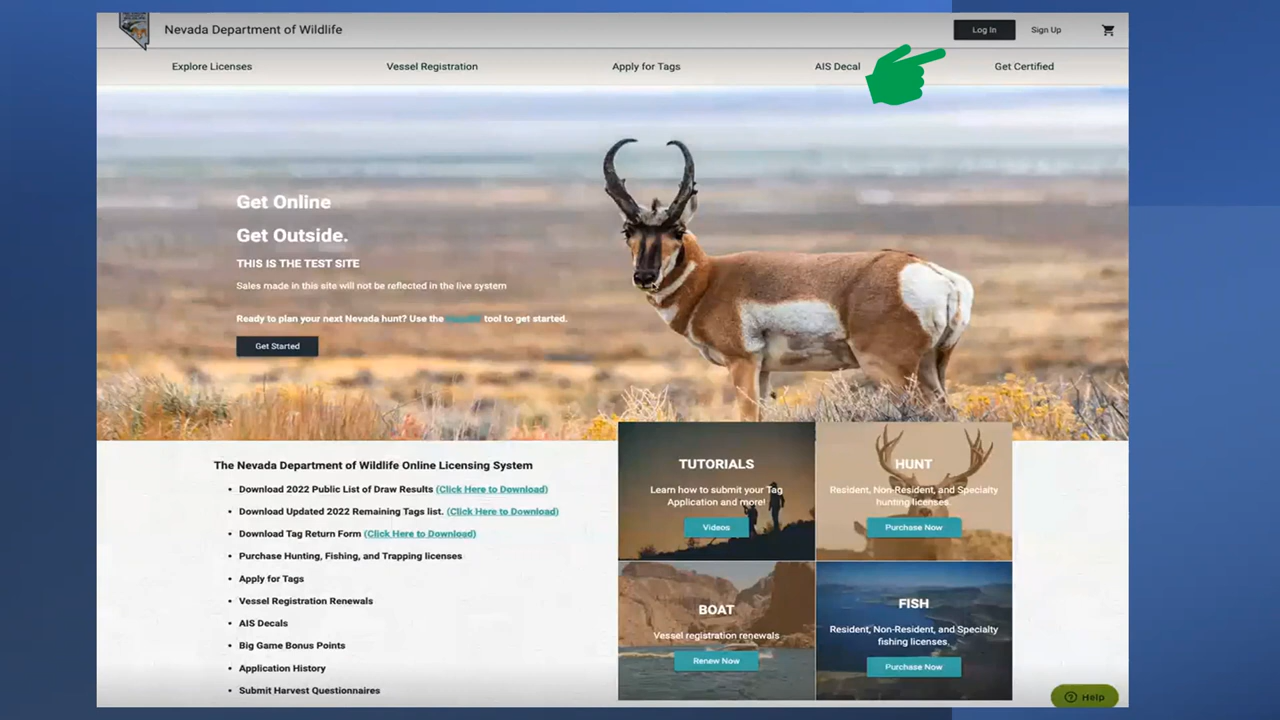 Nevada Department of Wildlife
Log In
Sign Up
Explore Licenses
Vessel Registration
Apply for Tags
AIS Decal
Get Certified
Get Online
Get Outside.
THIS IS THE TEST SITE
Sales made in this site will not be reflected in the live system
Ready to plan your next Nevada hunt? Use the tool to get started.
Get Started
The Nevada Department of Wildlife Online Licensing System
• Download 2022 Public List of Draw Results (Click Here to Download)
• Download Updated 2022 Remaining Tags list. (Click Here to Download)
• Download Tag Return Form (Click Here to Download)
• Purchase Hunting, Fishing, and Trapping licenses
• Apply for Tags
• Vessel Registration Renewals
• AIS Decals
• Big Game Bonus Points
• Application History
• Submit Harvest Questionnaires
TUTORIALS
Learn how to submit your Tag
Application and more!
Videos
HUNT
Resident, Non-Resident, and Specialty
hunting licenses.
Purchase Now
BOAT
Vessel registration renewals
Renew Now
FISH
Resident, Non-Resident, and Specialty
fishing licenses.
Purchase Now
Help